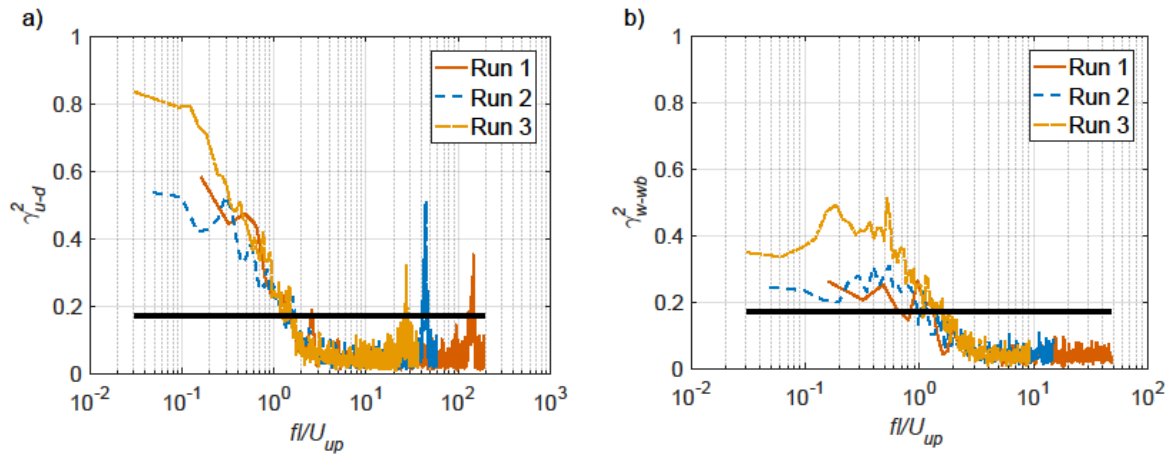 a)
γ²u-d
1
0.8
0.6
0.4
0.2
0
10⁻² 10⁻¹ 10⁰ 10¹ 10² 10³
fl/Uup
Run 1
Run 2
Run 3
b)
γ²w-wb
1
0.8
0.6
0.4
0.2
0
10⁻² 10⁻¹ 10⁰ 10¹ 10²
fl/Uup
Run 1
Run 2
Run 3